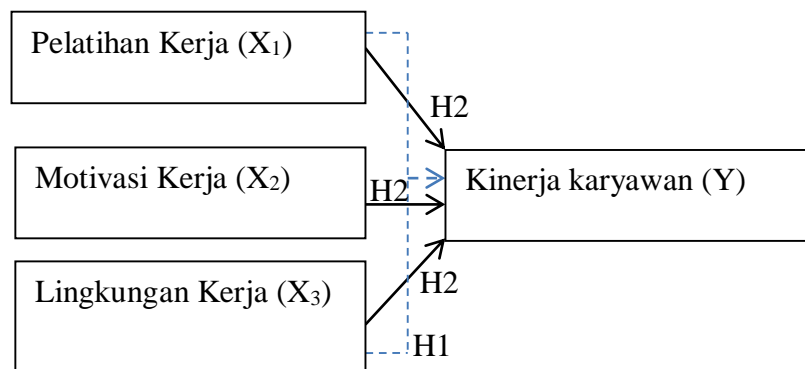 Pelatihan Kerja (X₁)
H2
Motivasi Kerja (X₂)
H2
Kinerja karyawan (Y)
Lingkungan Kerja (X₃)
H2
H1